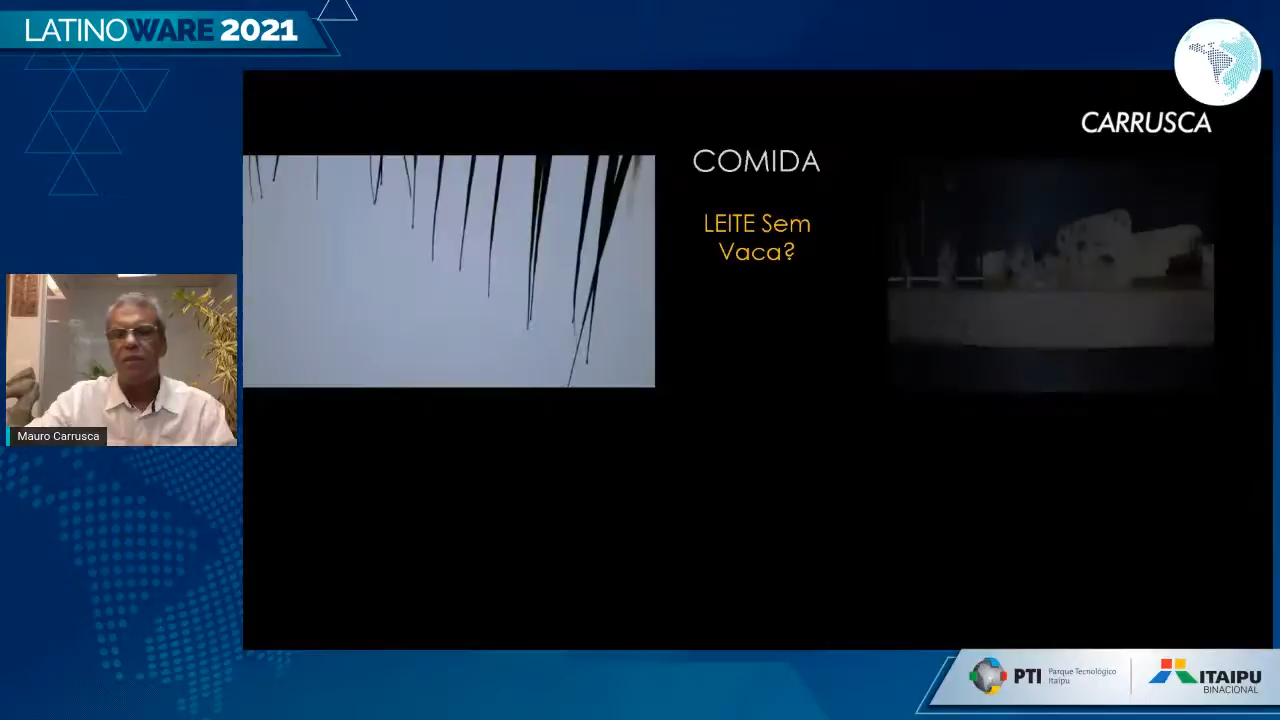 LATINOWARE 2021
CARRUSCA
COMIDA
LEITE Sem
Vaca?
Mauro Carrusca
PTI
Parque Tecnológico
Itaipu
ITAIPU
BINACIONAL